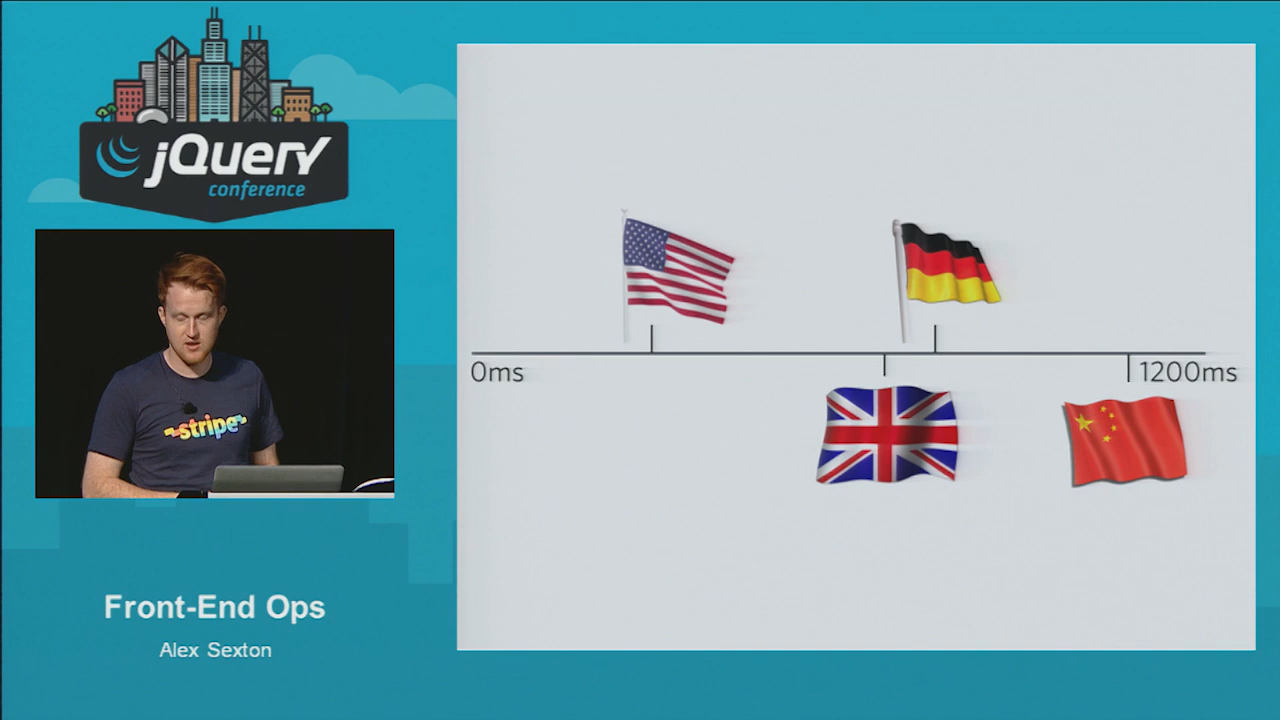 jQuery
conference
stripe
0ms
1200ms
Front-End Ops
Alex Sexton